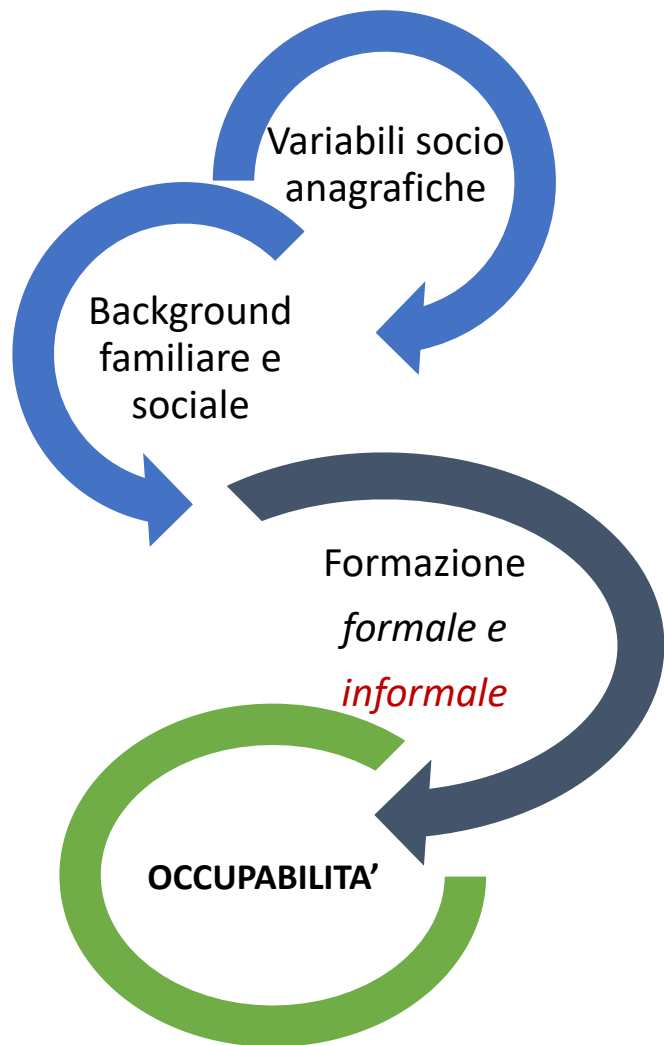 Variabili socio
anagrafiche
Background
familiare e
sociale
Formazione
formale e
informale
OCCUPABILITA’